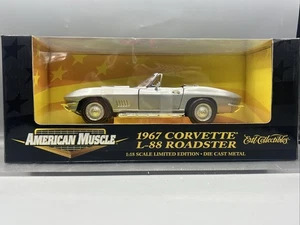 AMERICAN MUSCLE
1967 CORVETTE
L-88 ROADSTER
1:18 SCALE LIMITED EDITION • DIE CAST METAL
Ertl Collectibles